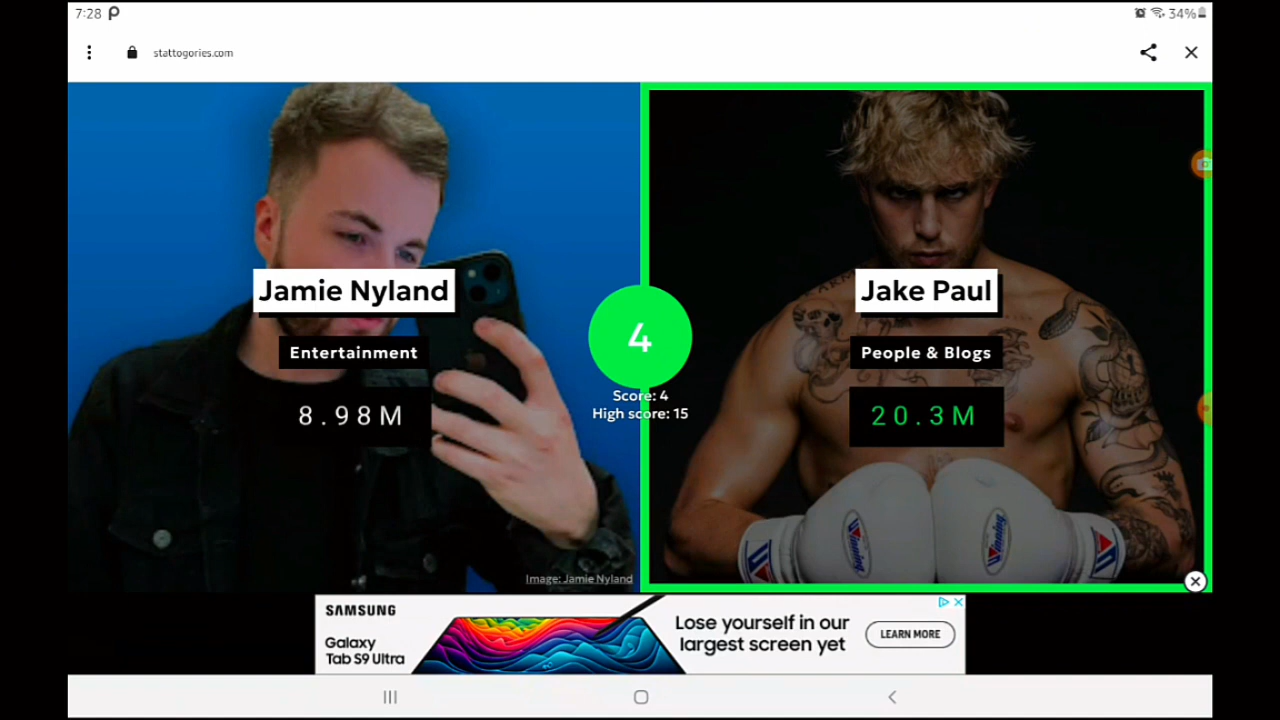 7:28
34%
stattogories.com
Jamie Nyland
Entertainment
8.98M
4
Score: 4
High score: 15
Jake Paul
People & Blogs
20.3M
Winning
Winning
Image: Jamie Nyland
SAMSUNG
Galaxy
Tab S9 Ultra
Lose yourself in our
largest screen yet
LEARN MORE